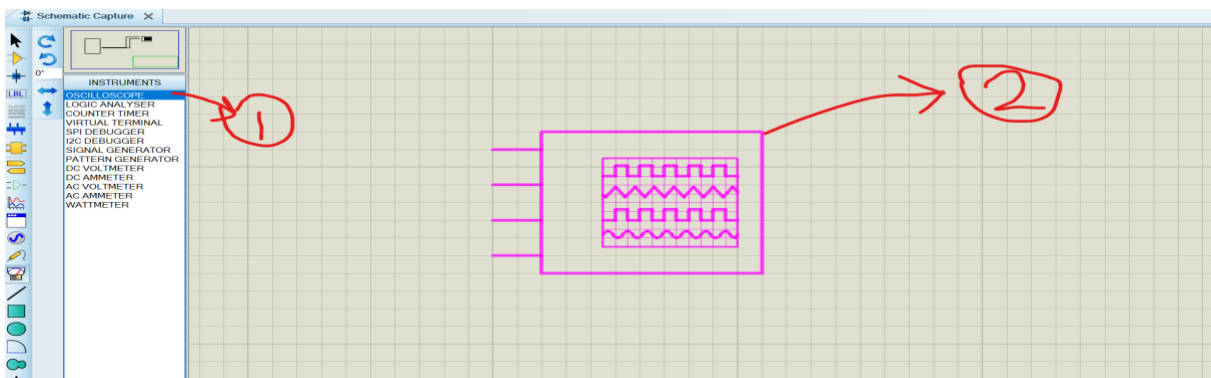 Schematic Capture
0°
LBL
INSTRUMENTS
OSCILLOSCOPE
LOGIC ANALYSER
COUNTER TIMER
VIRTUAL TERMINAL
SPI DEBUGGER
I2C DEBUGGER
SIGNAL GENERATOR
PATTERN GENERATOR
DC VOLTMETER
DC AMMETER
AC VOLTMETER
AC AMMETER
WATTMETER
1
2